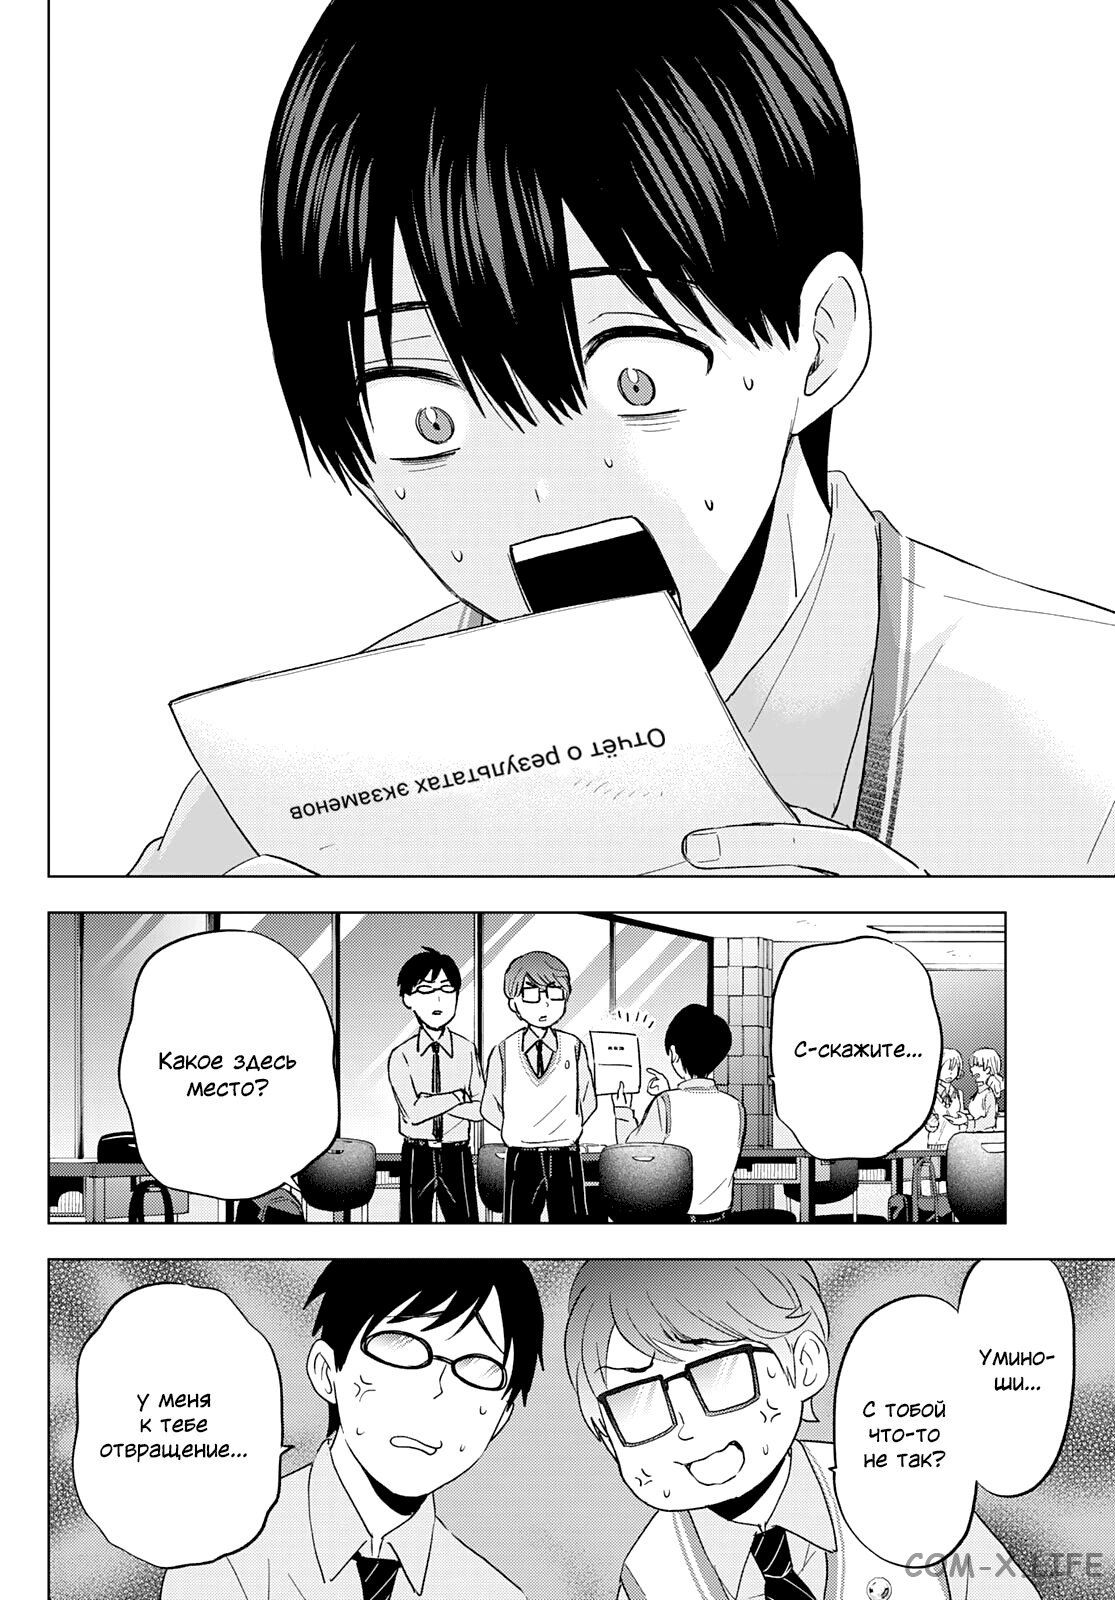 Отчёт о результатах экзаменов
С-скажите...
Какое здесь
место?
Умино-
ши...
С тобой
что-то
не так?
у меня
к тебе
отвращение...
COM-X.LIFE